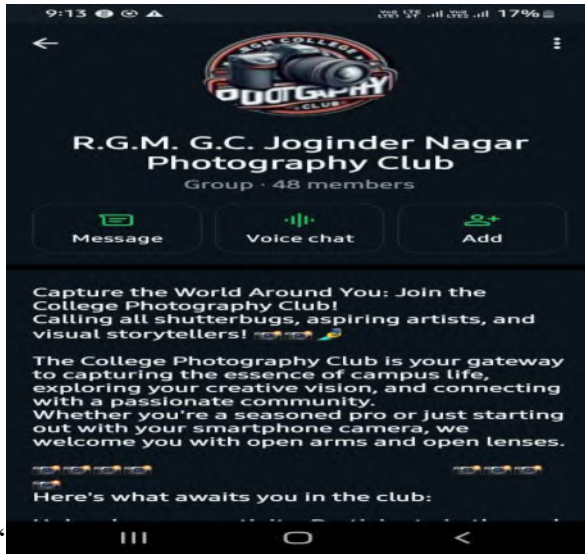 9:13
17%
COLLEGE
CLUB
R.G.M. G.C. Joginder Nagar
Photography Club
Group · 48 members
Message
Voice chat
Add
Capture the World Around You: Join the
College Photography Club!
Calling all shutterbugs, aspiring artists, and
visual storytellers! 📸📸🤳
The College Photography Club is your gateway
to capturing the essence of campus life,
exploring your creative vision, and connecting
with a passionate community.
Whether you're a seasoned pro or just starting
out with your smartphone camera, we
welcome you with open arms and open lenses.
📸📸📸📸 📸📸📸
📸
Here's what awaits you in the club: